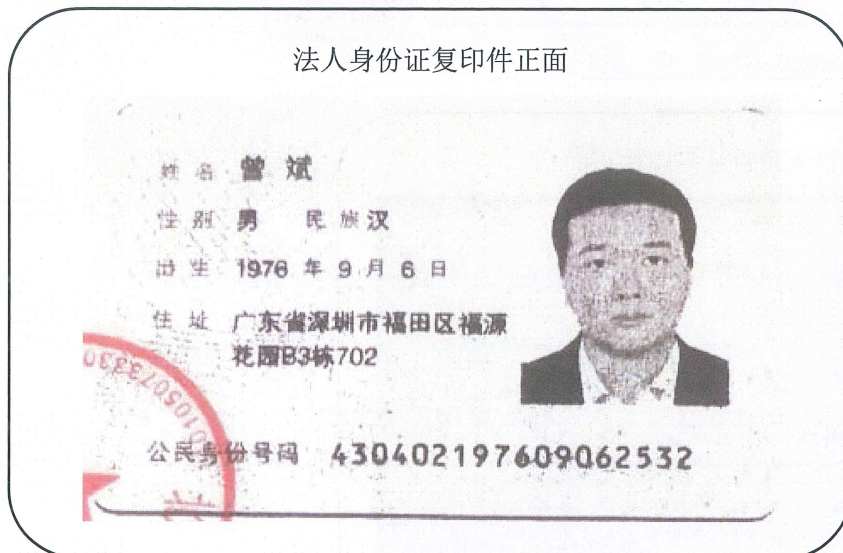 法人身份证复印件正面
姓名 曾斌
性别 男 民族 汉
出生 1976 年 9 月 6 日
住址 广东省深圳市福田区福源
花园B3栋702
公民身份号码 430402197609062532